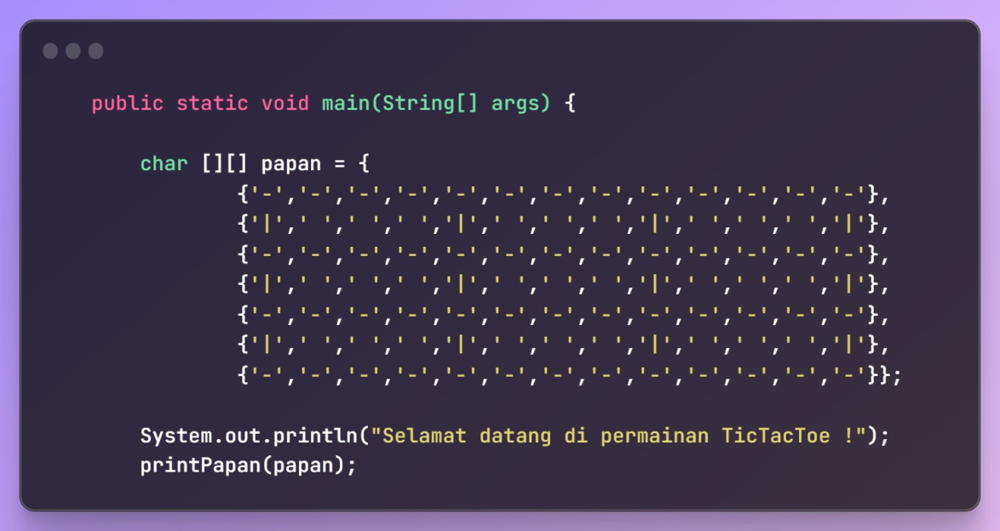 public static void main(String[] args) {
char [][] papan = {
{'-','-','-','-','-','-','-','-','-','-','-','-','-'},
{'|',' ',' ',' ','|',' ',' ',' ','|',' ',' ',' ','|'},
{'-','-','-','-','-','-','-','-','-','-','-','-','-'},
{'|',' ',' ',' ','|',' ',' ',' ','|',' ',' ',' ','|'},
{'-','-','-','-','-','-','-','-','-','-','-','-','-'},
{'|',' ',' ',' ','|',' ',' ',' ','|',' ',' ',' ','|'},
{'-','-','-','-','-','-','-','-','-','-','-','-','-'}};
System.out.println("Selamat datang di permainan TicTacToe !");
printPapan(papan);